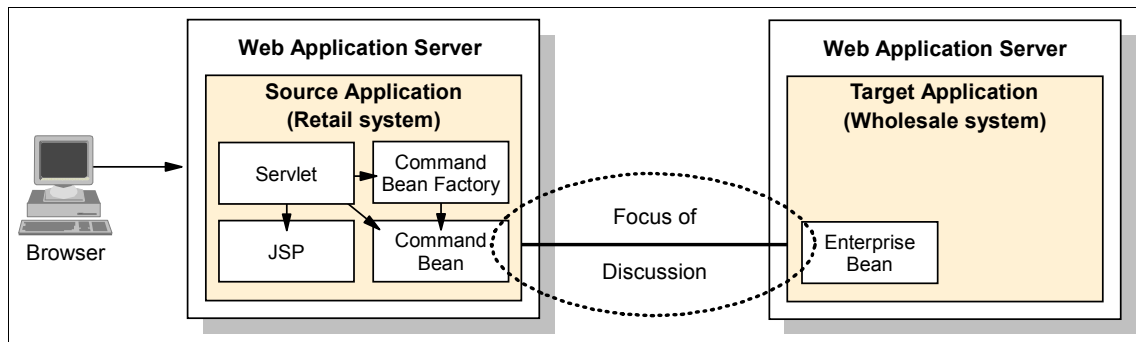 Web Application Server
Source Application
(Retail system)
Servlet
Command
Bean Factory
JSP
Command
Bean
Browser
Focus of
Discussion
Web Application Server
Target Application
(Wholesale system)
Enterprise
Bean